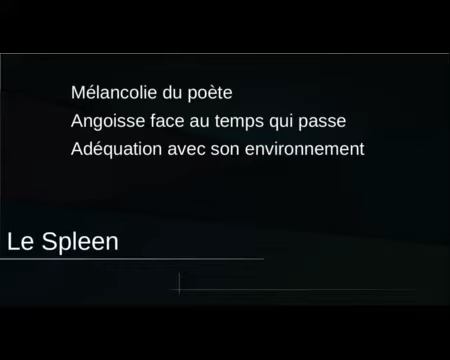 Mélancolie du poète
Angoisse face au temps qui passe
Adéquation avec son environnement
Le Spleen